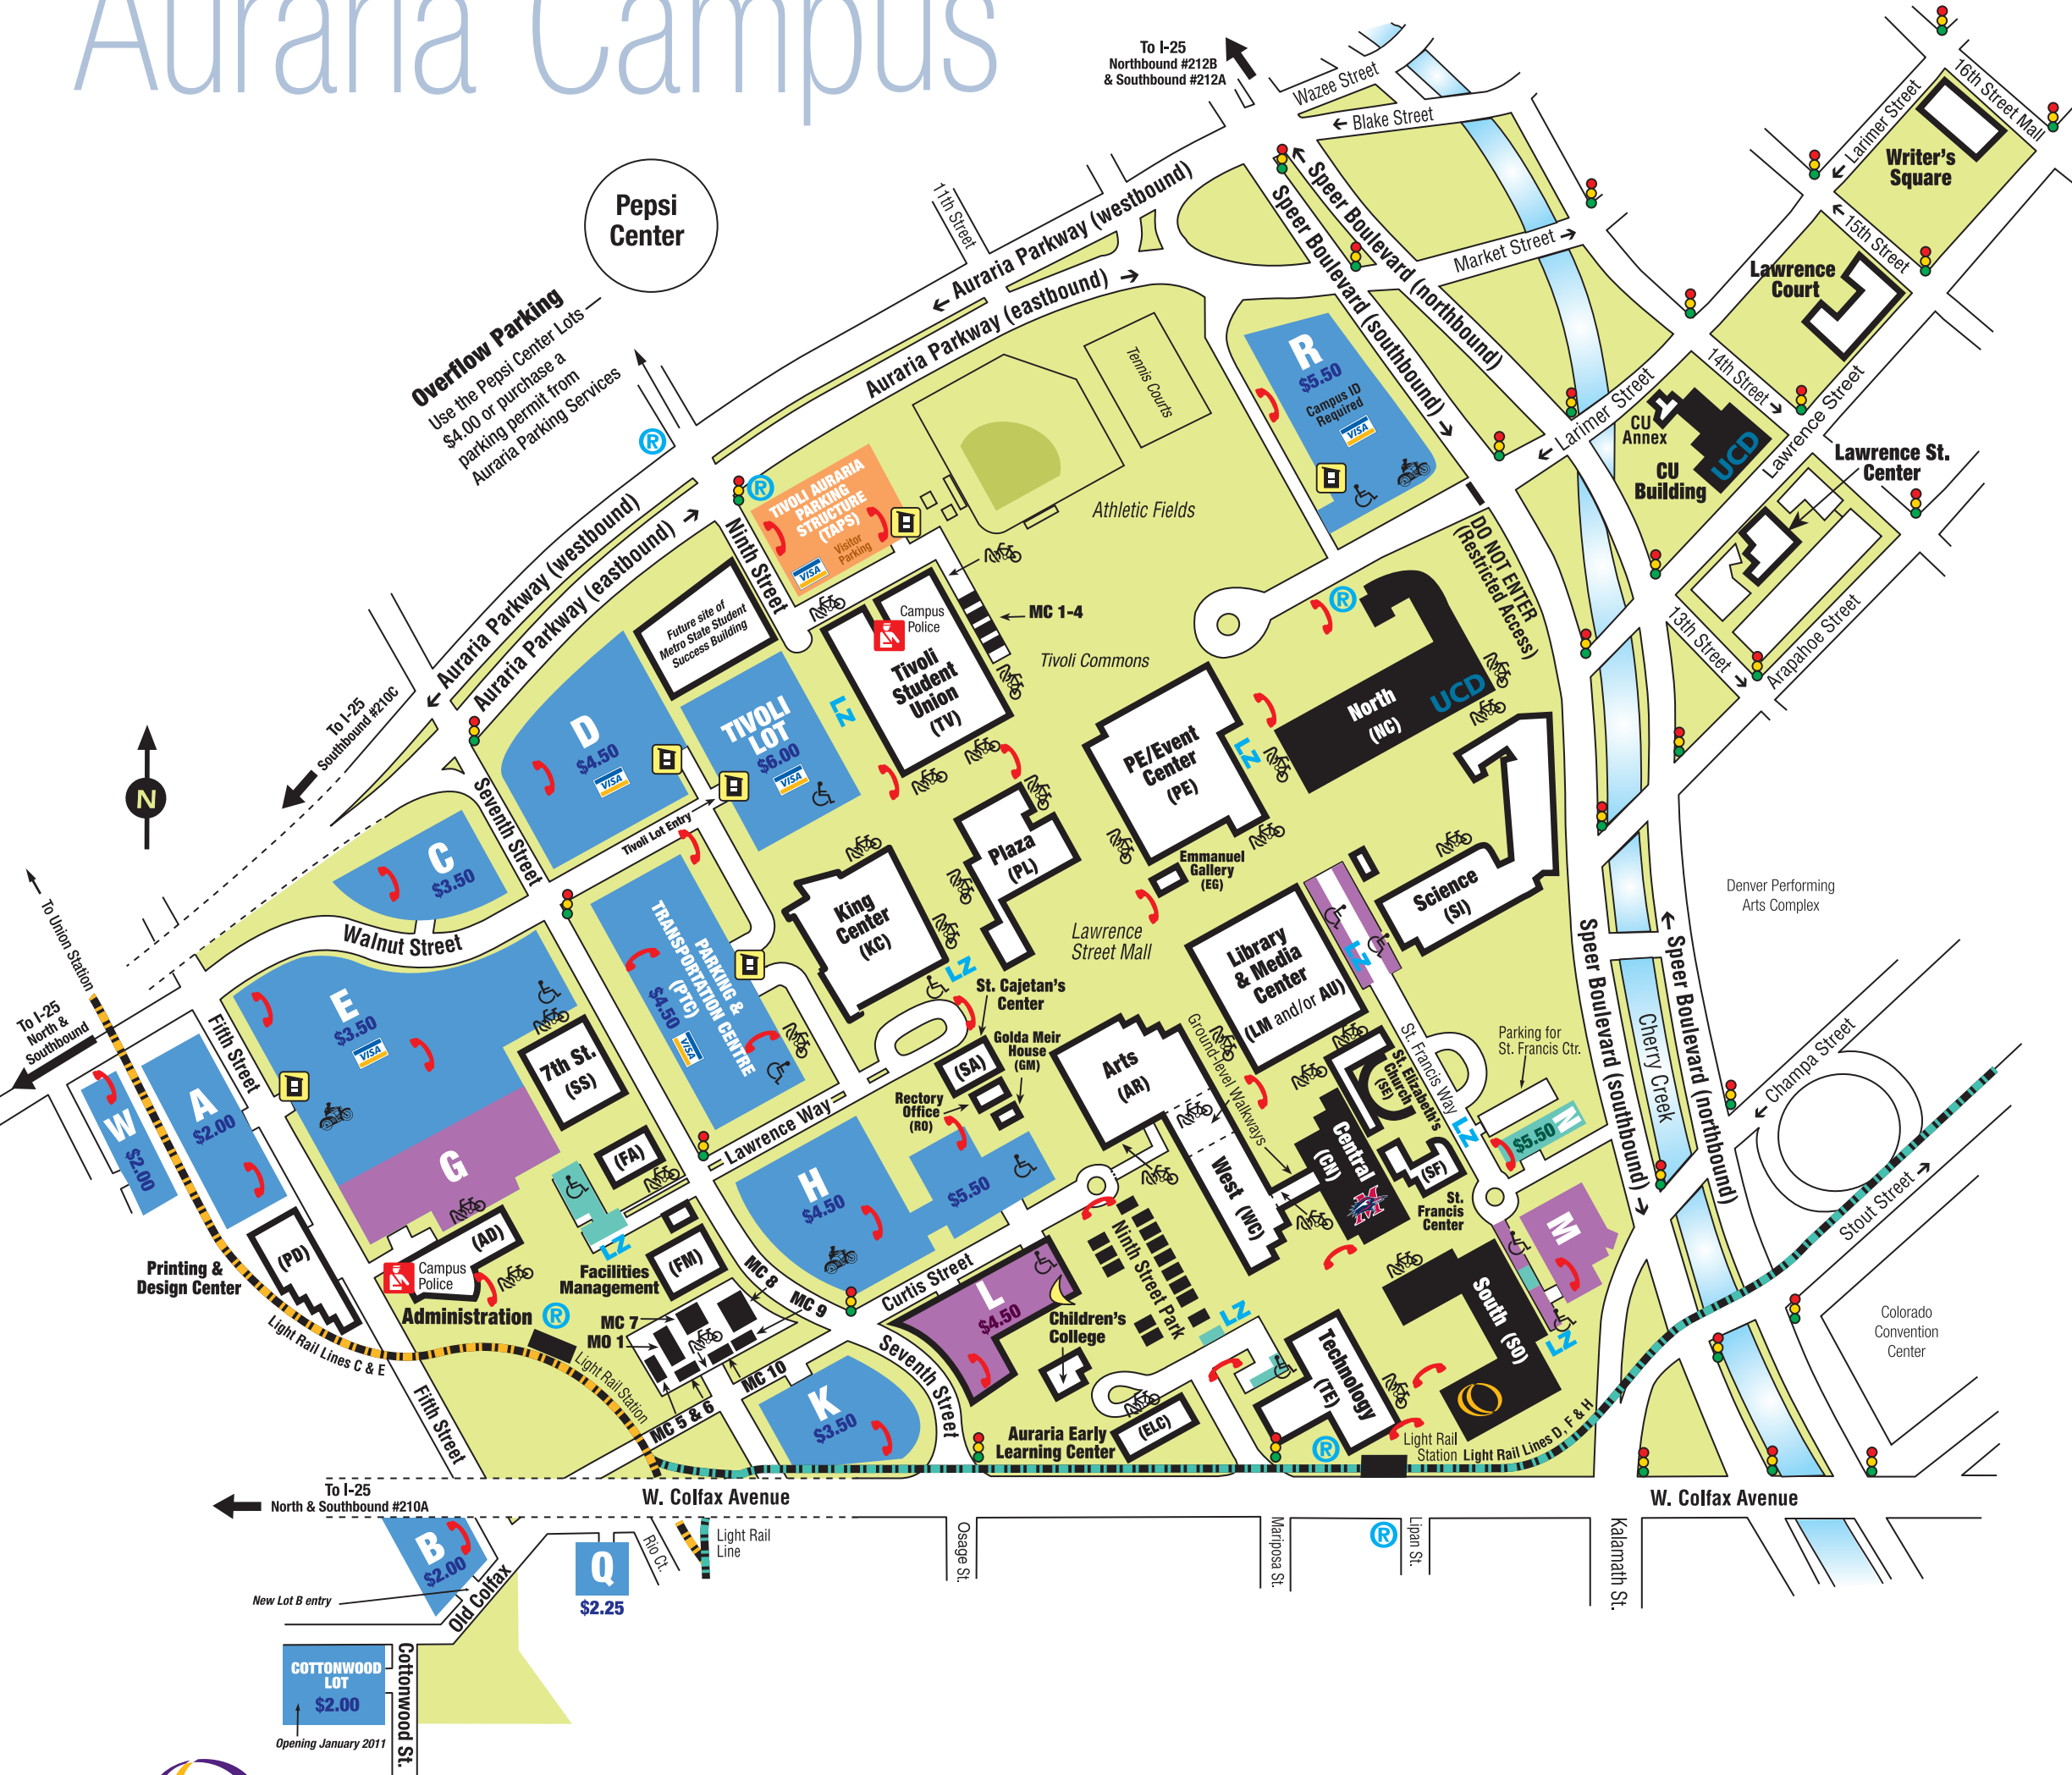 Auraria Campus
To I-25
Northbound #212B
& Southbound #212A
Wazee Street
Blake Street
16th Street Mall
Larimer Street
Writer's
Square
15th Street
Lawrence
Court
Market Street
Speer Boulevard (northbound)
Speer Boulevard (southbound)
Pepsi
Center
11th Street
Auraria Parkway (westbound)
Auraria Parkway (eastbound)
Overflow Parking
Use the Pepsi Center Lots
$4.00 or purchase a
parking permit from
Auraria Parking Services
®
Tennis Courts
R
$5.50
Campus ID
Required
VISA
14th Street
Larimer Street
CU
Annex
UCD
CU
Building
Lawrence Street
Lawrence St.
Center
Athletic Fields
®
TIVOLI AURARIA
PARKING
STRUCTURE
(TAPS)
Visitor
Parking
VISA
Ninth Street
DO NOT ENTER
(Restricted Access)
Auraria Parkway (westbound)
Auraria Parkway (eastbound)
Future site of
Metro State Student
Success Building
Campus
Police
Tivoli
Student
Union
(TV)
MC 1-4
Tivoli Commons
®
North
(NC)
UCD
13th Street
Arapahoe Street
To I-25
Southbound #210C
D
$4.50
VISA
TIVOLI
LOT
$6.00
VISA
LZ
PE/Event
Center
(PE)
LZ
N
Seventh Street
Tivoli Lot Entry
C
$3.50
Plaza
(PL)
Emmanuel
Gallery
(EG)
Science
(SI)
Denver Performing
Arts Complex
To Union Station
Walnut Street
PARKING &
TRANSPORTATION CENTRE
(PTC)
$4.50
VISA
King
Center
(KC)
Lawrence
Street Mall
Library
& Media
Center
(LM and/or AU)
LZ
LZ
Speer Boulevard (southbound)
Speer Boulevard (northbound)
Cherry Creek
E
$3.50
VISA
St. Cajetan's
Center
To I-25
North &
Southbound
Fifth Street
7th St.
(SS)
Golda Meir
House
(GM)
(SA)
Rectory
Office
(RO)
Arts
(AR)
Ground-level Walkways
St. Francis Way
Parking for
St. Francis Ctr.
St. Elizabeth's
Church
(SE)
Champa Street
W
$2.00
A
$2.00
G
(FA)
Lawrence Way
H
$4.50
$5.50
West (WC)
Central
(CN)
(SF)
St.
Francis
Center
LZ
N
$5.50
M
Stout Street
Printing &
Design Center
(PD)
(AD)
Campus
Police
Administration
®
LZ
Facilities
Management
(FM)
MC 8
MC 9
MC 7
MO 1
MC 10
MC 5 & 6
Curtis Street
L
$4.50
Ninth Street Park
Children's
College
LZ
South (SO)
LZ
Colorado
Convention
Center
Light Rail Lines C & E
Light Rail Station
Fifth Street
K
$3.50
Seventh Street
Auraria Early
Learning Center
(ELC)
Technology
(TE)
®
Light Rail
Station
Light Rail Lines D, F & H
To I-25
North & Southbound #210A
W. Colfax Avenue
W. Colfax Avenue
B
$2.00
New Lot B entry
Old Colfax
Q
$2.25
Rio Ct.
Light Rail
Line
Osage St.
Mariposa St.
®
Lipan St.
Kalamath St.
COTTONWOOD
LOT
$2.00
Opening January 2011
Cottonwood St.